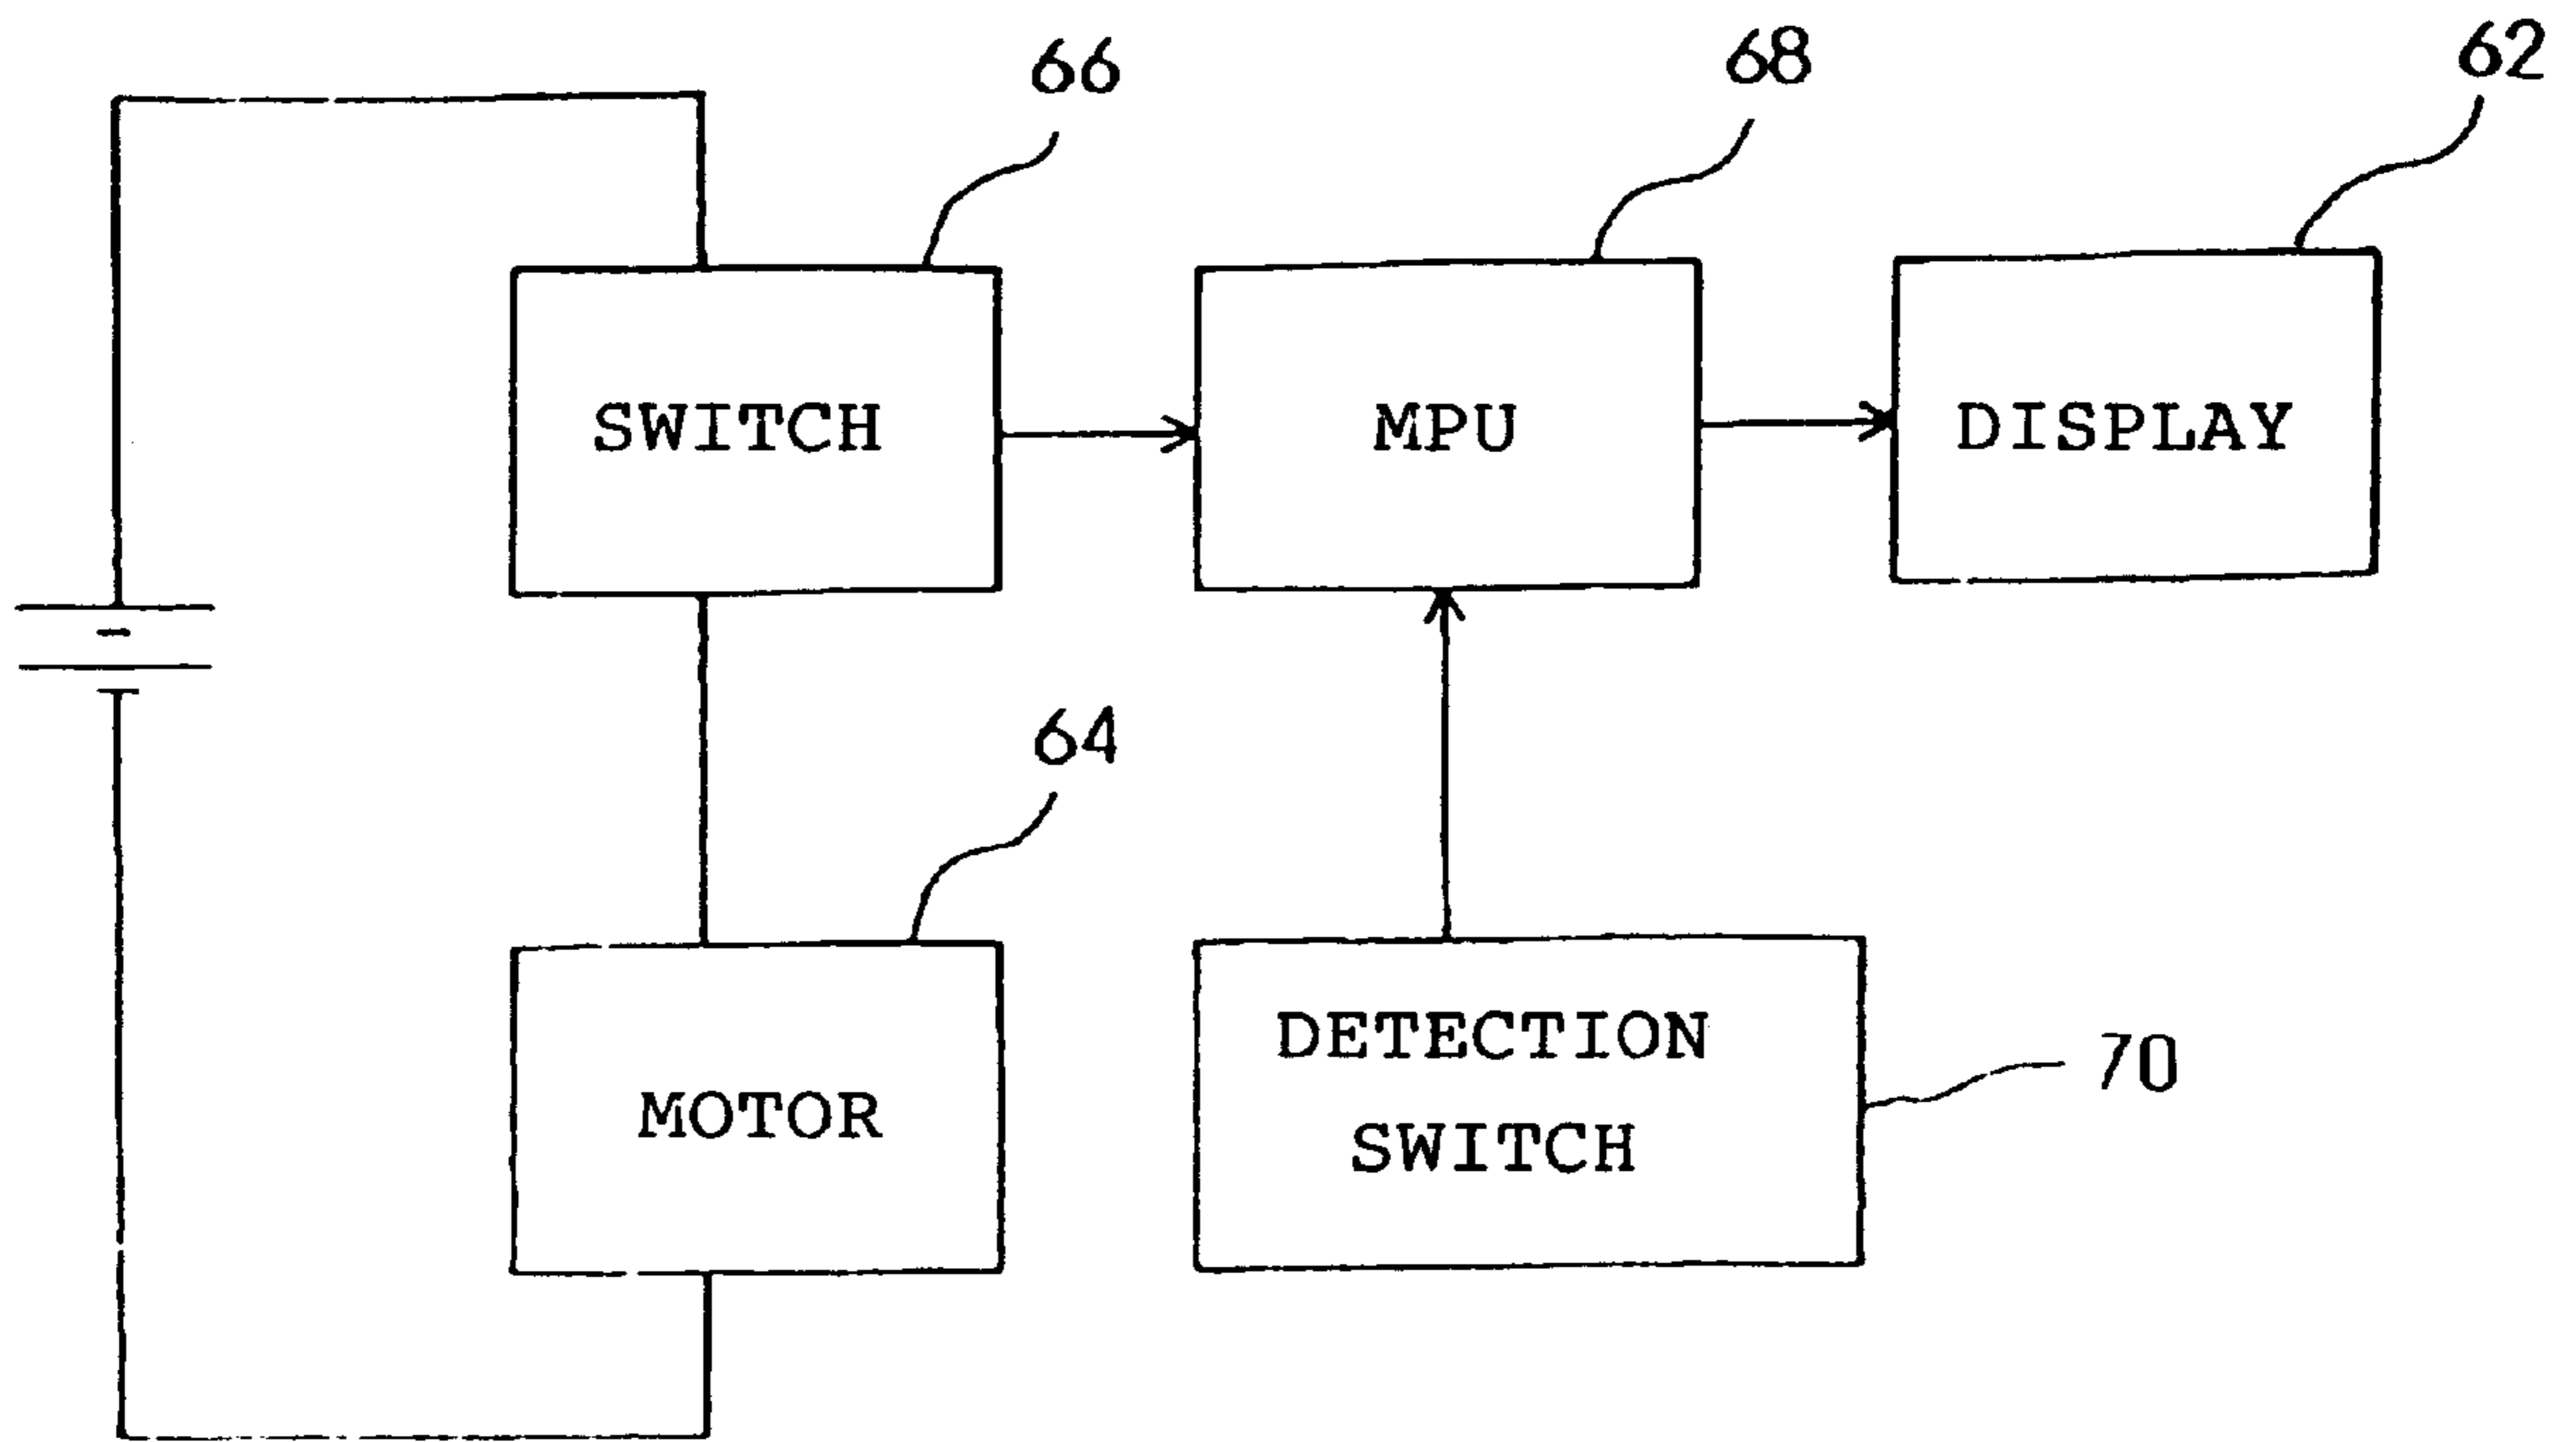 66
68
62
SWITCH
MPU
DISPLAY
64
DETECTION
70
MOTOR
SWITCH